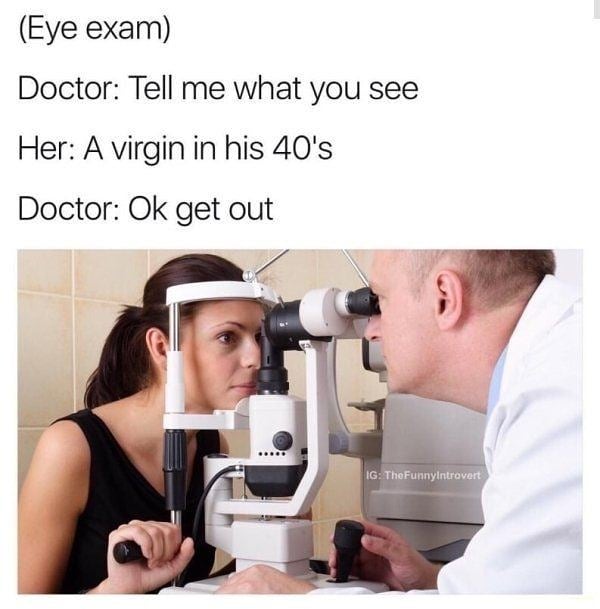 (Eye exam)
Doctor: Tell me what you see
Her: A virgin in his 40's
Doctor: Ok get out
IG: TheFunnyIntrovert